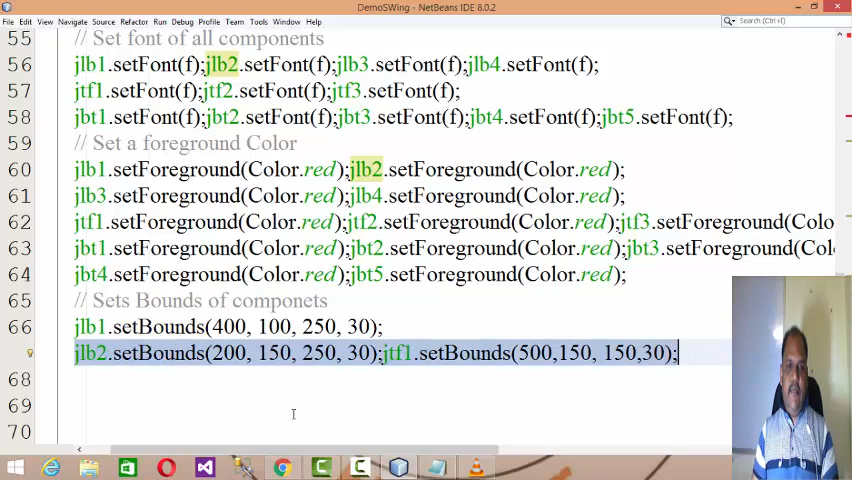 DemoSWing - NetBeans IDE 8.0.2
File Edit View Navigate Source Refactor Run Debug Profile Team Tools Window Help
Search (Ctrl+I)
55 // Set font of all components
56 jlb1.setFont(f);jlb2.setFont(f);jlb3.setFont(f);jlb4.setFont(f);
57 jtf1.setFont(f);jtf2.setFont(f);jtf3.setFont(f);
58 jbt1.setFont(f);jbt2.setFont(f);jbt3.setFont(f);jbt4.setFont(f);jbt5.setFont(f);
59 // Set a foreground Color
60 jlb1.setForeground(Color.red);jlb2.setForeground(Color.red);
61 jlb3.setForeground(Color.red);jlb4.setForeground(Color.red);
62 jtf1.setForeground(Color.red);jtf2.setForeground(Color.red);jtf3.setForeground(Colo
63 jbt1.setForeground(Color.red);jbt2.setForeground(Color.red);jbt3.setForeground(Co
64 jbt4.setForeground(Color.red);jbt5.setForeground(Color.red);
65 // Sets Bounds of componets
66 jlb1.setBounds(400, 100, 250, 30);
jlb2.setBounds(200, 150, 250, 30);jtf1.setBounds(500,150, 150,30);
68
69
70